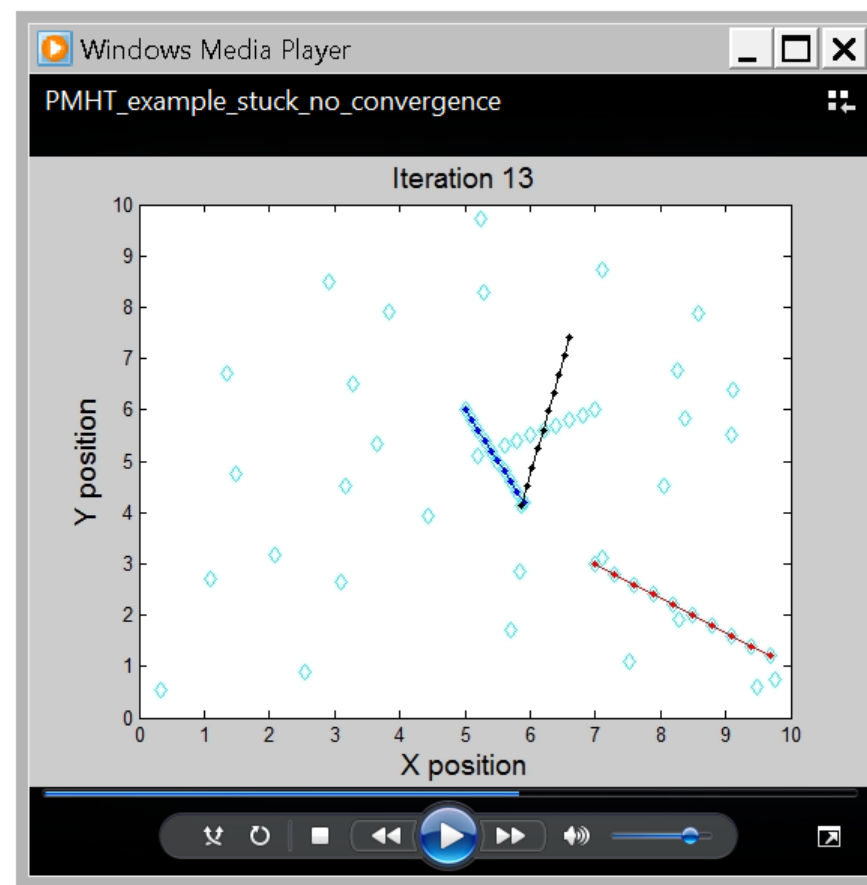 Windows Media Player
PMHT_example_stuck_no_convergence
Iteration 13
10
9
8
7
6
5
4
3
2
1
0
Y position
0 1 2 3 4 5 6 7 8 9 10
X position